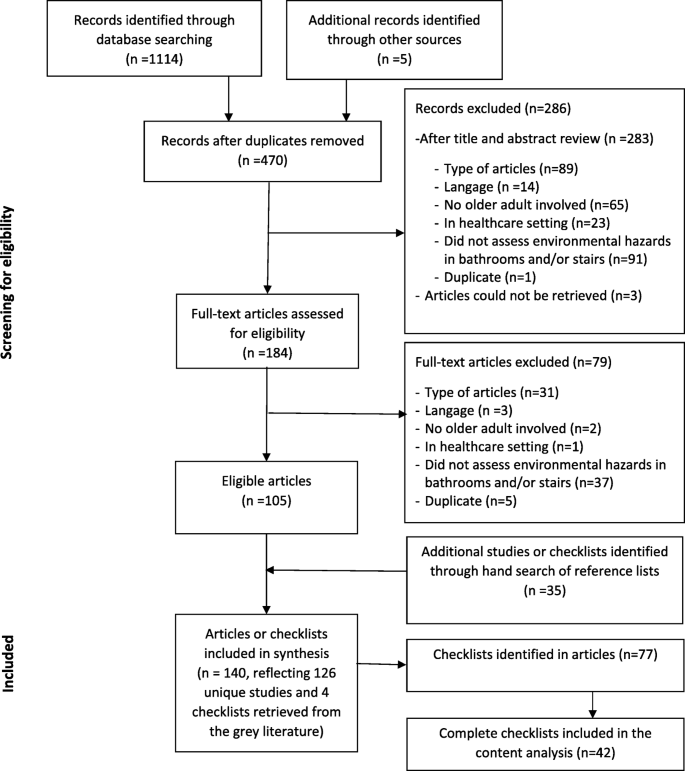 Records identified through
database searching
(n =1114)
Additional records identified
through other sources
(n =5)
Records after duplicates removed
(n =470)
Records excluded (n=286)
-After title and abstract review (n =283)
- Type of articles (n=89)
- Langage (n =14)
- No older adult involved (n=65)
- In healthcare setting (n=23)
- Did not assess environmental hazards
in bathrooms and/or stairs (n=91)
- Duplicate (n=1)
- Articles could not be retrieved (n=3)
Screening for eligibility
Full-text articles assessed
for eligibility
(n =184)
Full-text articles excluded (n=79)
- Type of articles (n=31)
- Langage (n =3)
- No older adult involved (n=2)
- In healthcare setting (n=1)
- Did not assess environmental hazards in
bathrooms and/or stairs (n=37)
- Duplicate (n=5)
Eligible articles
(n =105)
Additional studies or checklists identified
through hand search of reference lists
(n =35)
Included
Articles or checklists
included in synthesis
(n = 140, reflecting 126
unique studies and 4
checklists retrieved from
the grey literature)
Checklists identified in articles (n=77)
Complete checklists included in the
content analysis (n=42)